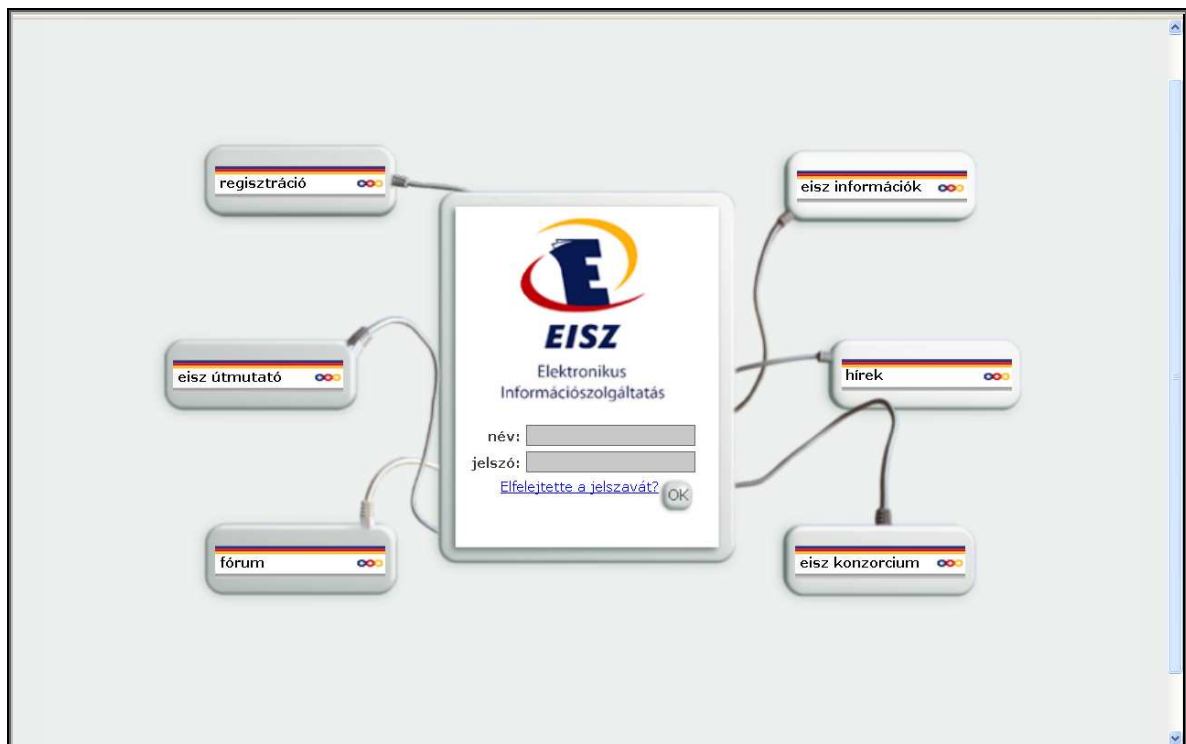 regisztráció
eisz információk
EISZ
Elektronikus
Információszolgáltatás
eisz útmutató
hírek
név:
jelszó:
Elfelejtette a jelszavát?
OK
fórum
eisz konzorcium